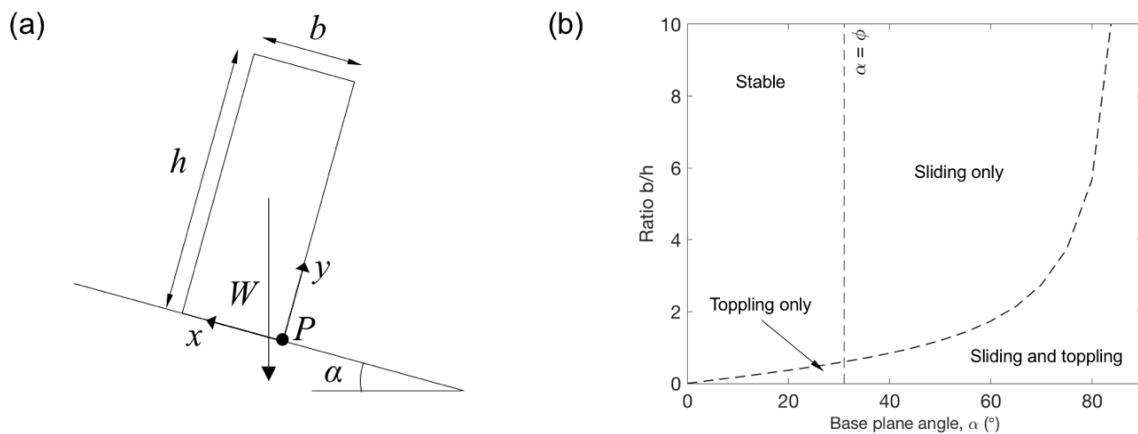 (a)
b
h
W
y
x
P
α
(b)
Ratio b/h
10
8
6
4
2
0
0
20
40
60
80
Base plane angle, α (°)
α = ϕ
Stable
Sliding only
Toppling only
Sliding and toppling